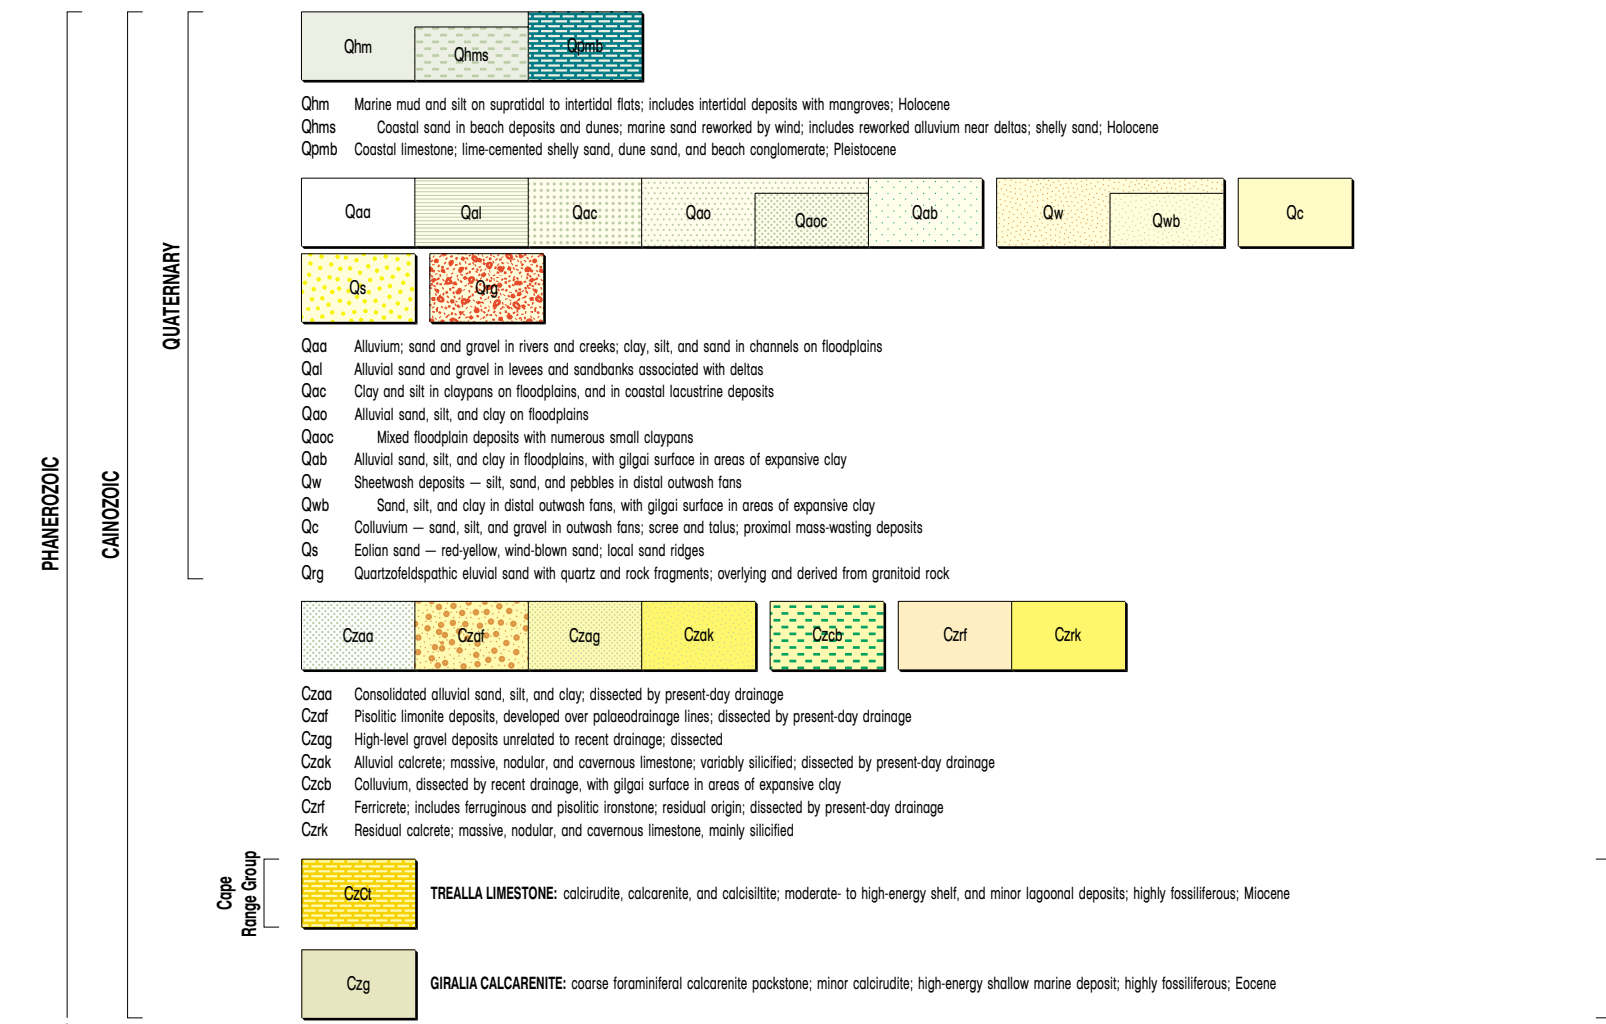 PHANEROZOIC
CAINOZOIC
QUATERNARY
Qhm Qhms Qpmb
Qhm Marine mud and silt on supratidal to intertidal flats; includes intertidal deposits with mangroves; Holocene
Qhms Coastal sand in beach deposits and dunes; marine sand reworked by wind; includes reworked alluvium near deltas; shelly sand; Holocene
Qpmb Coastal limestone; lime-cemented shelly sand, dune sand, and beach conglomerate; Pleistocene
Qaa Qal Qac Qao Qaoc Qab Qw Qwb Qc
Qs Qrg
Qaa Alluvium; sand and gravel in rivers and creeks; clay, silt, and sand in channels on floodplains
Qal Alluvial sand and gravel in levees and sandbanks associated with deltas
Qac Clay and silt in claypans on floodplains, and in coastal lacustrine deposits
Qao Alluvial sand, silt, and clay on floodplains
Qaoc Mixed floodplain deposits with numerous small claypans
Qab Alluvial sand, silt, and clay in floodplains, with gilgai surface in areas of expansive clay
Qw Sheetwash deposits — silt, sand, and pebbles in distal outwash fans
Qwb Sand, silt, and clay in distal outwash fans, with gilgai surface in areas of expansive clay
Qc Colluvium — sand, silt, and gravel in outwash fans; scree and talus; proximal mass-wasting deposits
Qs Eolian sand — red-yellow, wind-blown sand; local sand ridges
Qrg Quartzofeldspathic eluvial sand with quartz and rock fragments; overlying and derived from granitoid rock
Czaa Czaf Czag Czak Czcb Czrf Czrk
Czaa Consolidated alluvial sand, silt, and clay; dissected by present-day drainage
Czaf Pisolitic limonite deposits, developed over palaeodrainage lines; dissected by present-day drainage
Czag High-level gravel deposits unrelated to recent drainage; dissected
Czak Alluvial calcrete; massive, nodular, and cavernous limestone; variably silicified; dissected by present-day drainage
Czcb Colluvium, dissected by recent drainage, with gilgai surface in areas of expansive clay
Czrf Ferricrete; includes ferruginous and pisolitic ironstone; residual origin; dissected by present-day drainage
Czrk Residual calcrete; massive, nodular, and cavernous limestone, mainly silicified
Cape
Range Group
CzCt TREALLA LIMESTONE: calcirudite, calcarenite, and calcisiltite; moderate- to high-energy shelf, and minor lagoonal deposits; highly fossiliferous; Miocene
Czg GIRALIA CALCARENITE: coarse foraminiferal calcarenite packstone; minor calcirudite; high-energy shallow marine deposit; highly fossiliferous; Eocene